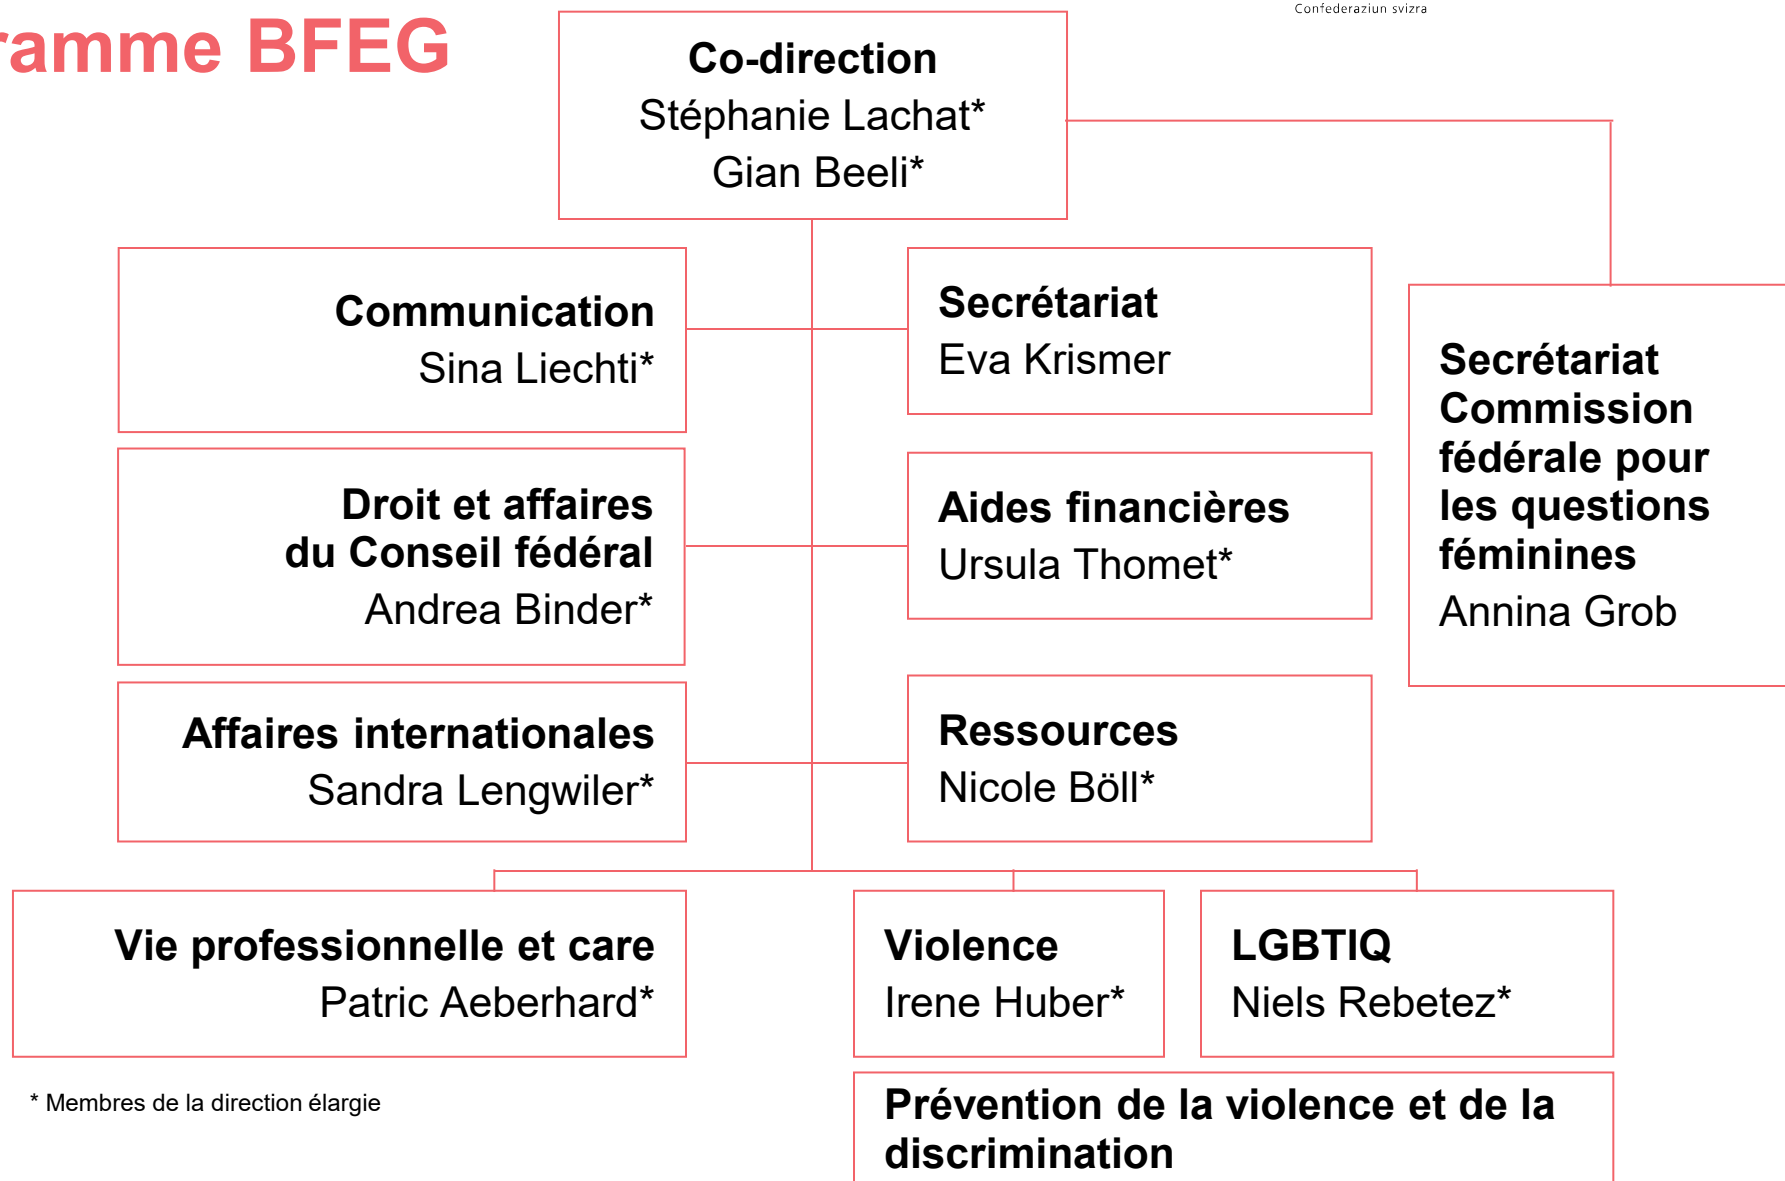 Confederaziun svizra
ramme BFEG
Co-direction
Stéphanie Lachat*
Gian Beeli*
Communication
Sina Liechti*
Secrétariat
Eva Krismer
Secrétariat
Commission
fédérale pour
les questions
féminines
Annina Grob
Droit et affaires
du Conseil fédéral
Andrea Binder*
Aides financières
Ursula Thomet*
Affaires internationales
Sandra Lengwiler*
Ressources
Nicole Böll*
Vie professionnelle et care
Patric Aeberhard*
Violence
Irene Huber*
LGBTIQ
Niels Rebetez*
* Membres de la direction élargie
Prévention de la violence et de la
discrimination